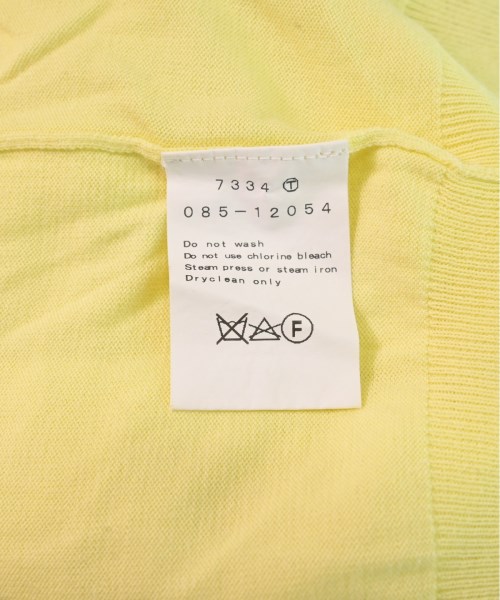 7334 Ⓣ
085-12054
Do not wash
Do not use chlorine bleach
Steam press or steam iron
Dryclean only
Ⓕ